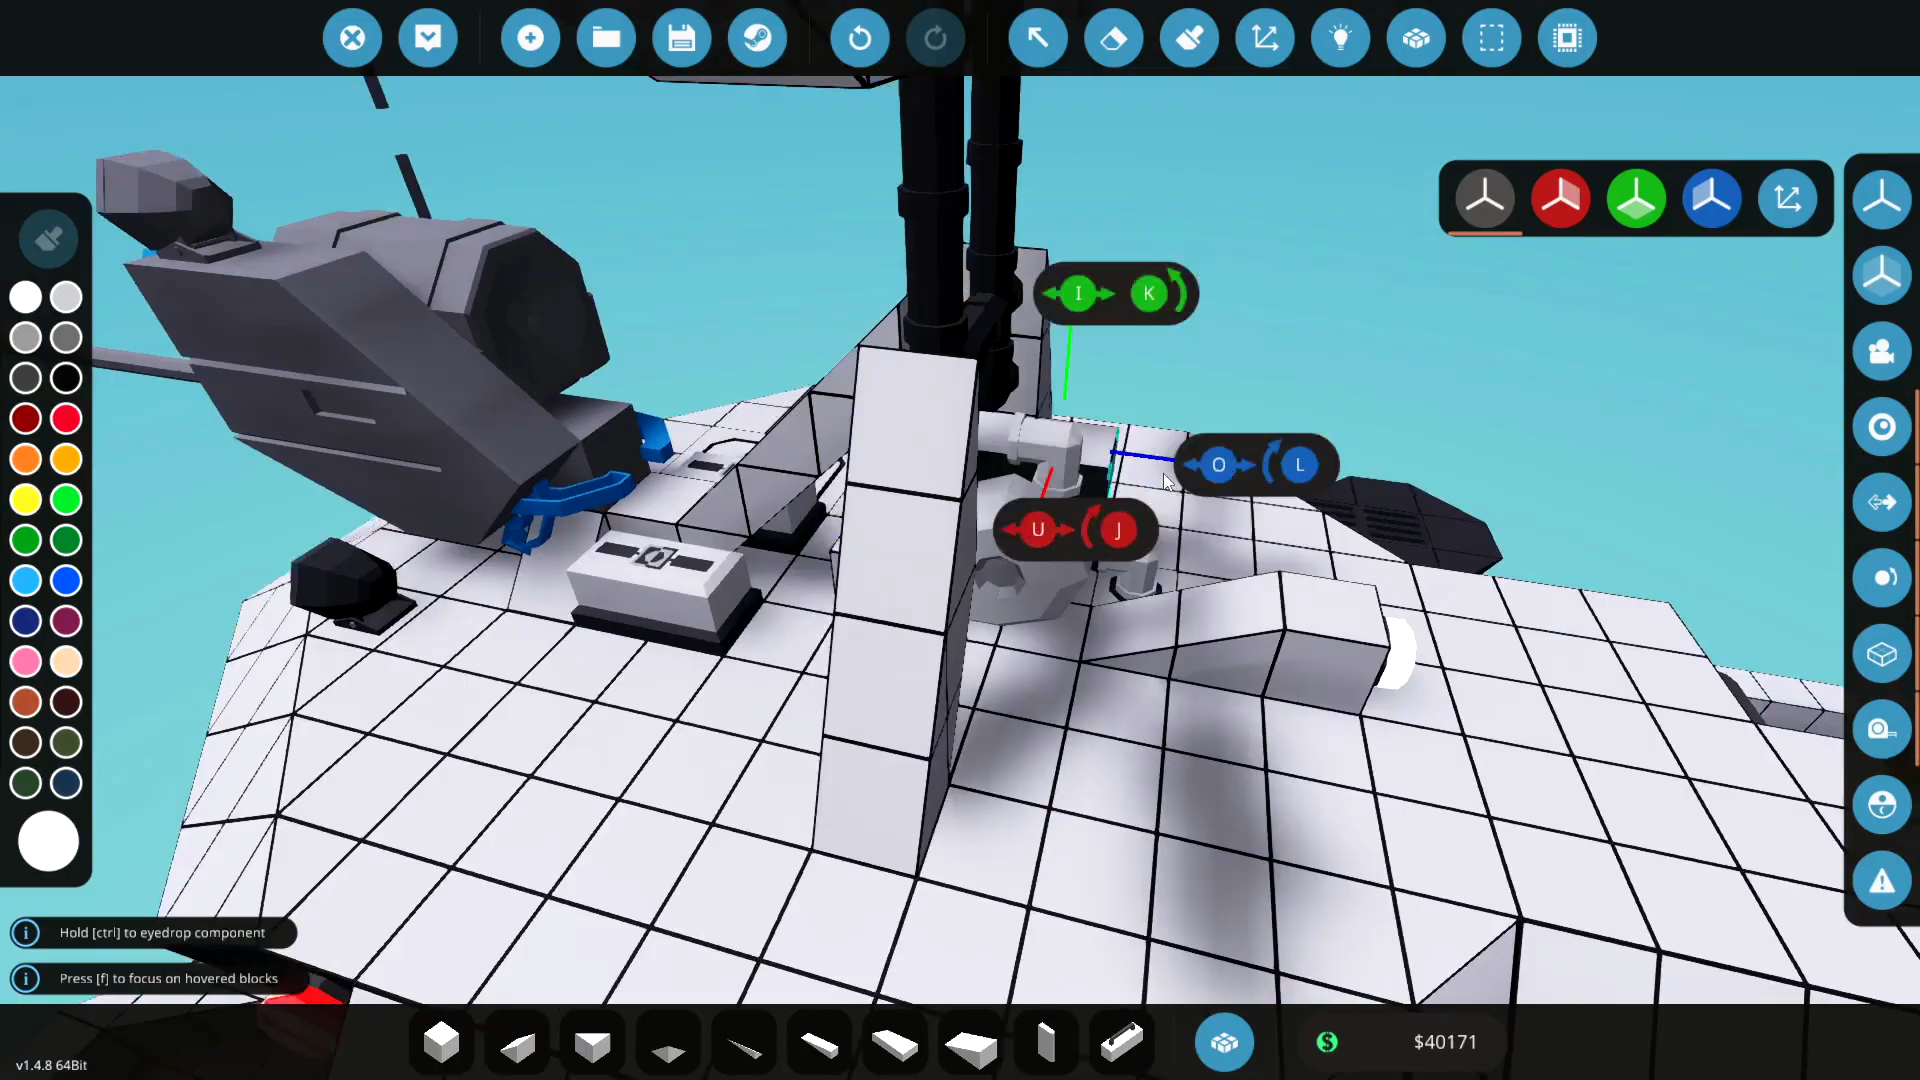 I K
O L
U J
Hold [ctrl] to eyedrop component
Press [f] to focus on hovered blocks
$40171
v1.4.8 64Bit